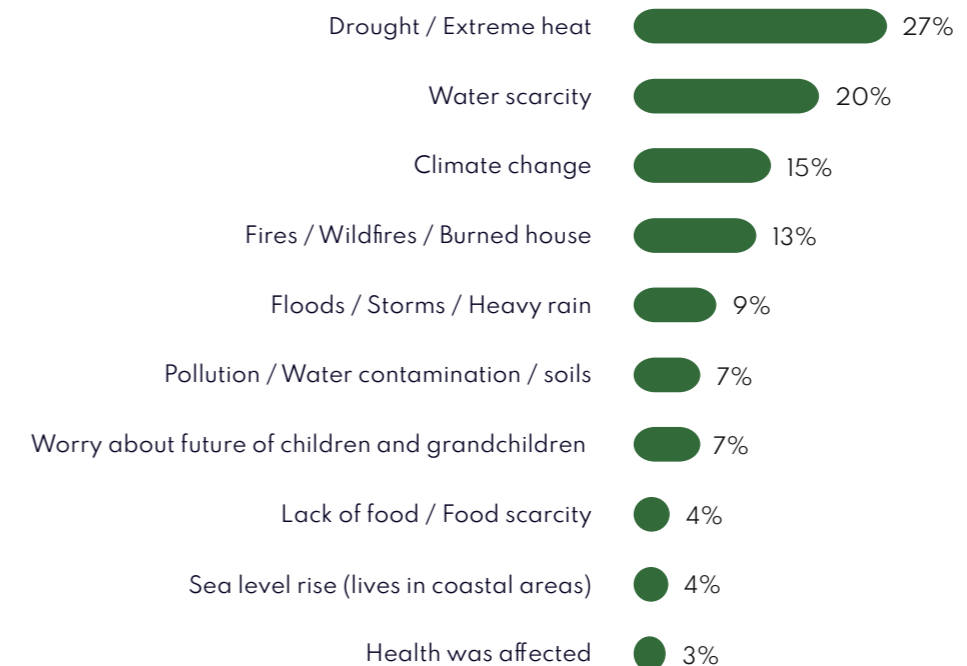 Drought / Extreme heat 27%
Water scarcity 20%
Climate change 15%
Fires / Wildfires / Burned house 13%
Floods / Storms / Heavy rain 9%
Pollution / Water contamination / soils 7%
Worry about future of children and grandchildren 7%
Lack of food / Food scarcity 4%
Sea level rise (lives in coastal areas) 4%
Health was affected 3%